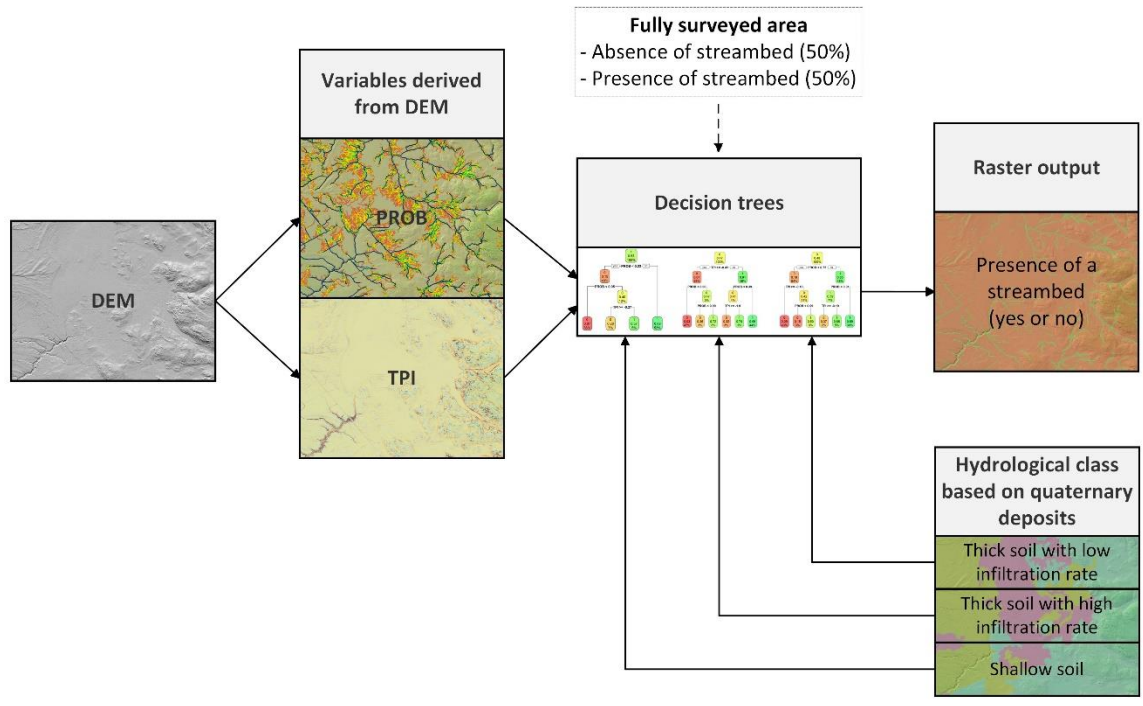 Fully surveyed area
- Absence of streambed (50%)
- Presence of streambed (50%)
Variables derived
from DEM
PROB
TPI
DEM
Decision trees
Raster output
Presence of a
streambed
(yes or no)
Hydrological class
based on quaternary
deposits
Thick soil with low
infiltration rate
Thick soil with high
infiltration rate
Shallow soil